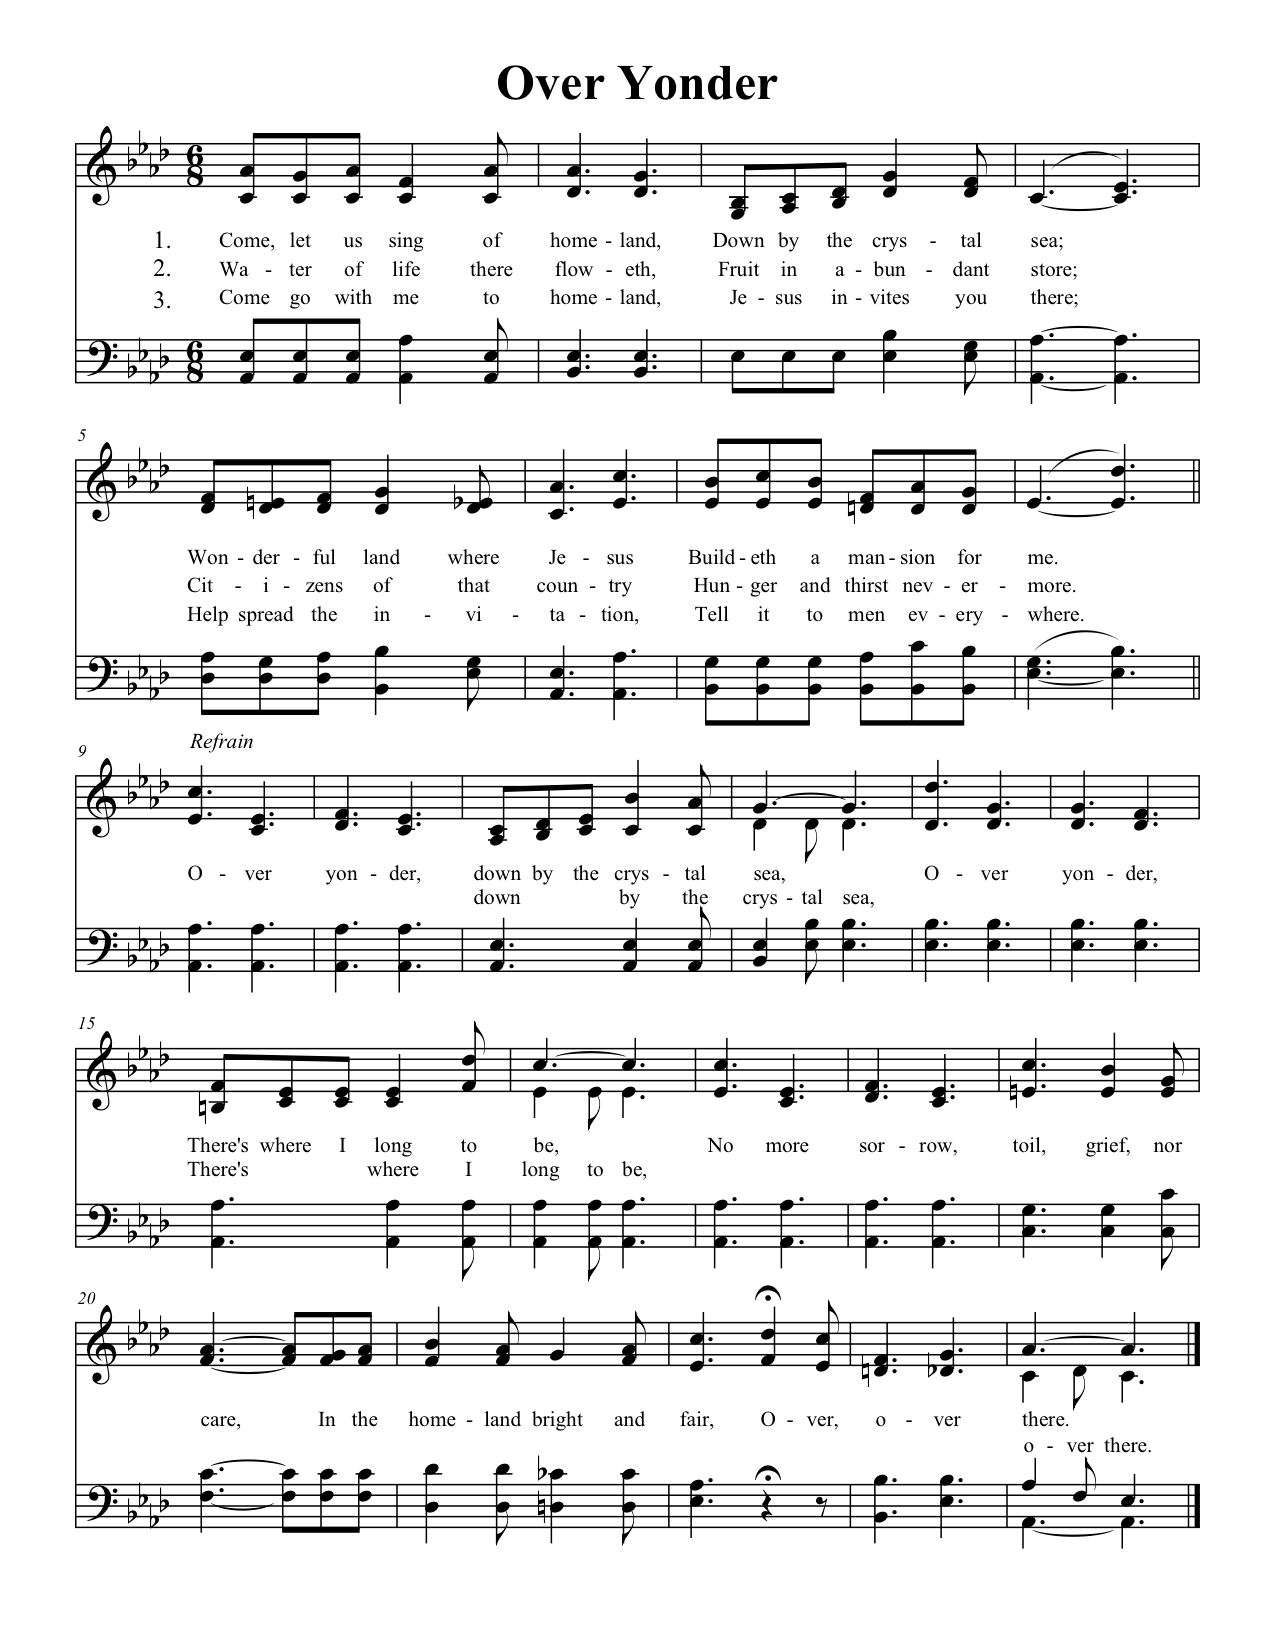 Over Yonder
6 8
1. Come, let us sing of home - land, Down by the crys - tal sea;
2. Wa - ter of life there flow - eth, Fruit in a - bun - dant store;
3. Come go with me to home - land, Je - sus in - vites you there;
6 8
5
Won - der - ful land where Je - sus Build - eth a man - sion for me.
Cit - i - zens of that coun - try Hun - ger and thirst nev - er - more.
Help spread the in - vi - ta - tion, Tell it to men ev - ery - where.
9 Refrain
O - ver yon - der, down by the crys - tal sea, O - ver yon - der,
down by the crys - tal sea,
15
There's where I long to be, No more sor - row, toil, grief, nor
There's where I long to be,
20
care, In the home - land bright and fair, O - ver, o - ver there.
o - ver there.